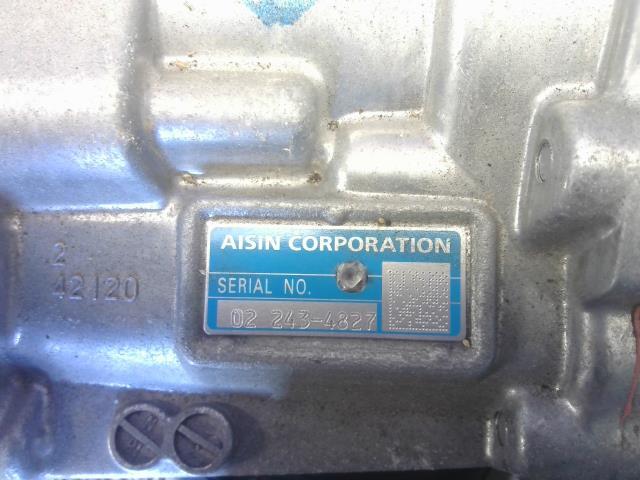 2
42120
AISIN CORPORATION
SERIAL NO.
02 243-4827